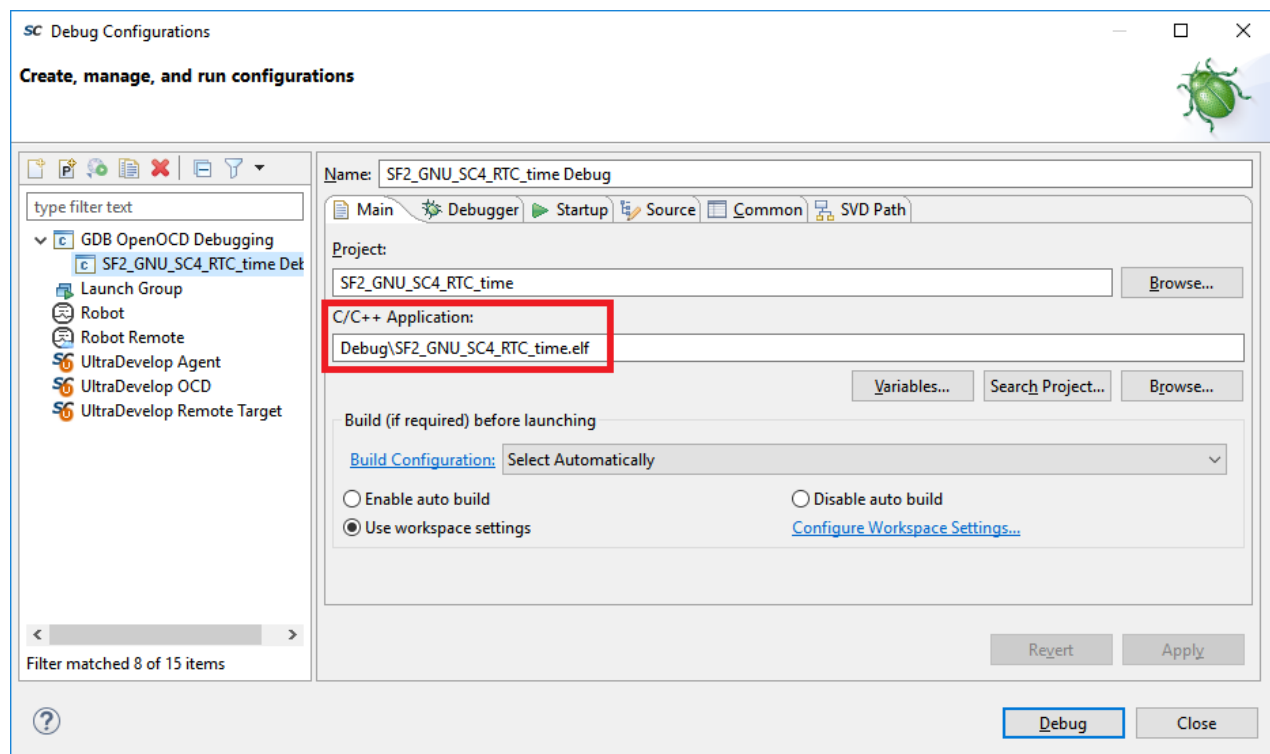 SC Debug Configurations
Create, manage, and run configurations
type filter text
GDB OpenOCD Debugging
SF2_GNU_SC4_RTC_time Deb
Launch Group
Robot
Robot Remote
UltraDevelop Agent
UltraDevelop OCD
UltraDevelop Remote Target
Filter matched 8 of 15 items
Name: SF2_GNU_SC4_RTC_time Debug
Main Debugger Startup Source Common SVD Path
Project:
SF2_GNU_SC4_RTC_time Browse...
C/C++ Application:
Debug\SF2_GNU_SC4_RTC_time.elf
Variables... Search Project... Browse...
Build (if required) before launching
Build Configuration: Select Automatically
Enable auto build Disable auto build
Use workspace settings Configure Workspace Settings...
Revert Apply
Debug Close